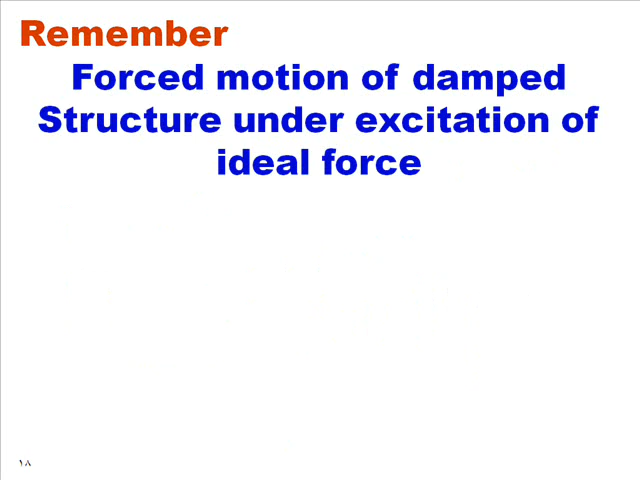 Remember
Forced motion of damped
Structure under excitation of
ideal force
١٨